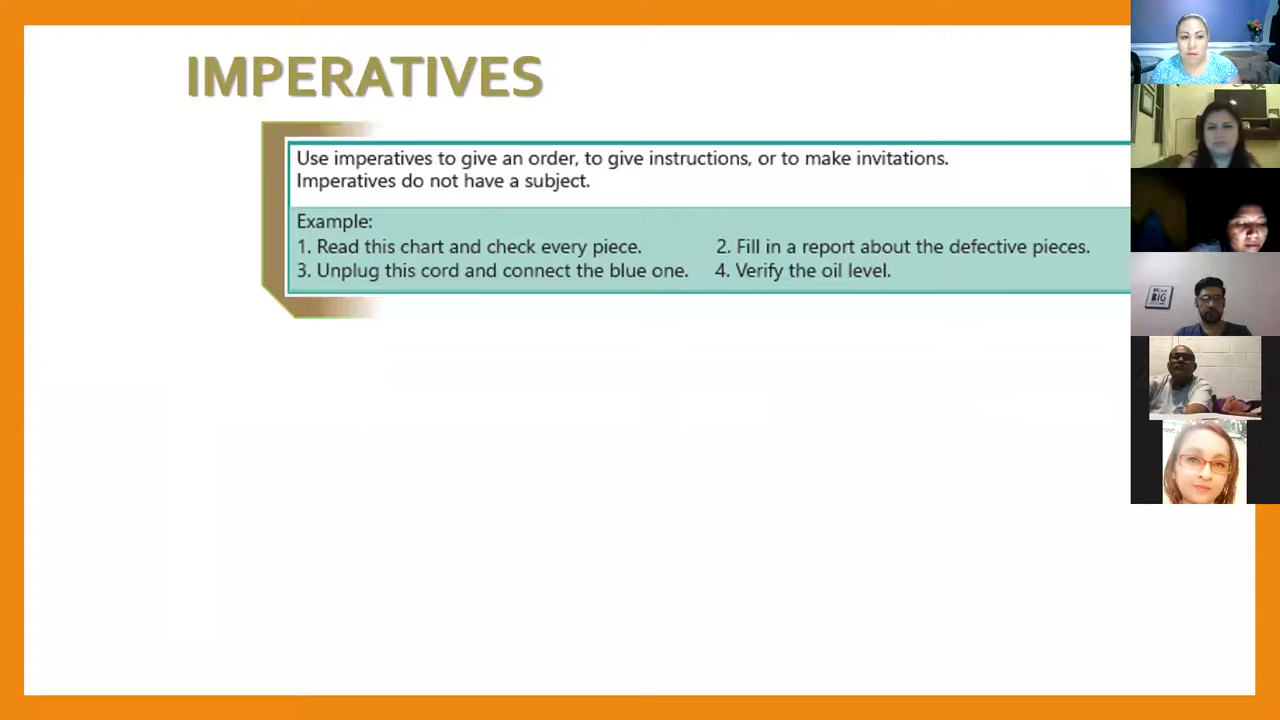 IMPERATIVES
Use imperatives to give an order, to give instructions, or to make invitations.
Imperatives do not have a subject.
Example:
1. Read this chart and check every piece.
2. Fill in a report about the defective pieces.
3. Unplug this cord and connect the blue one.
4. Verify the oil level.
BIG